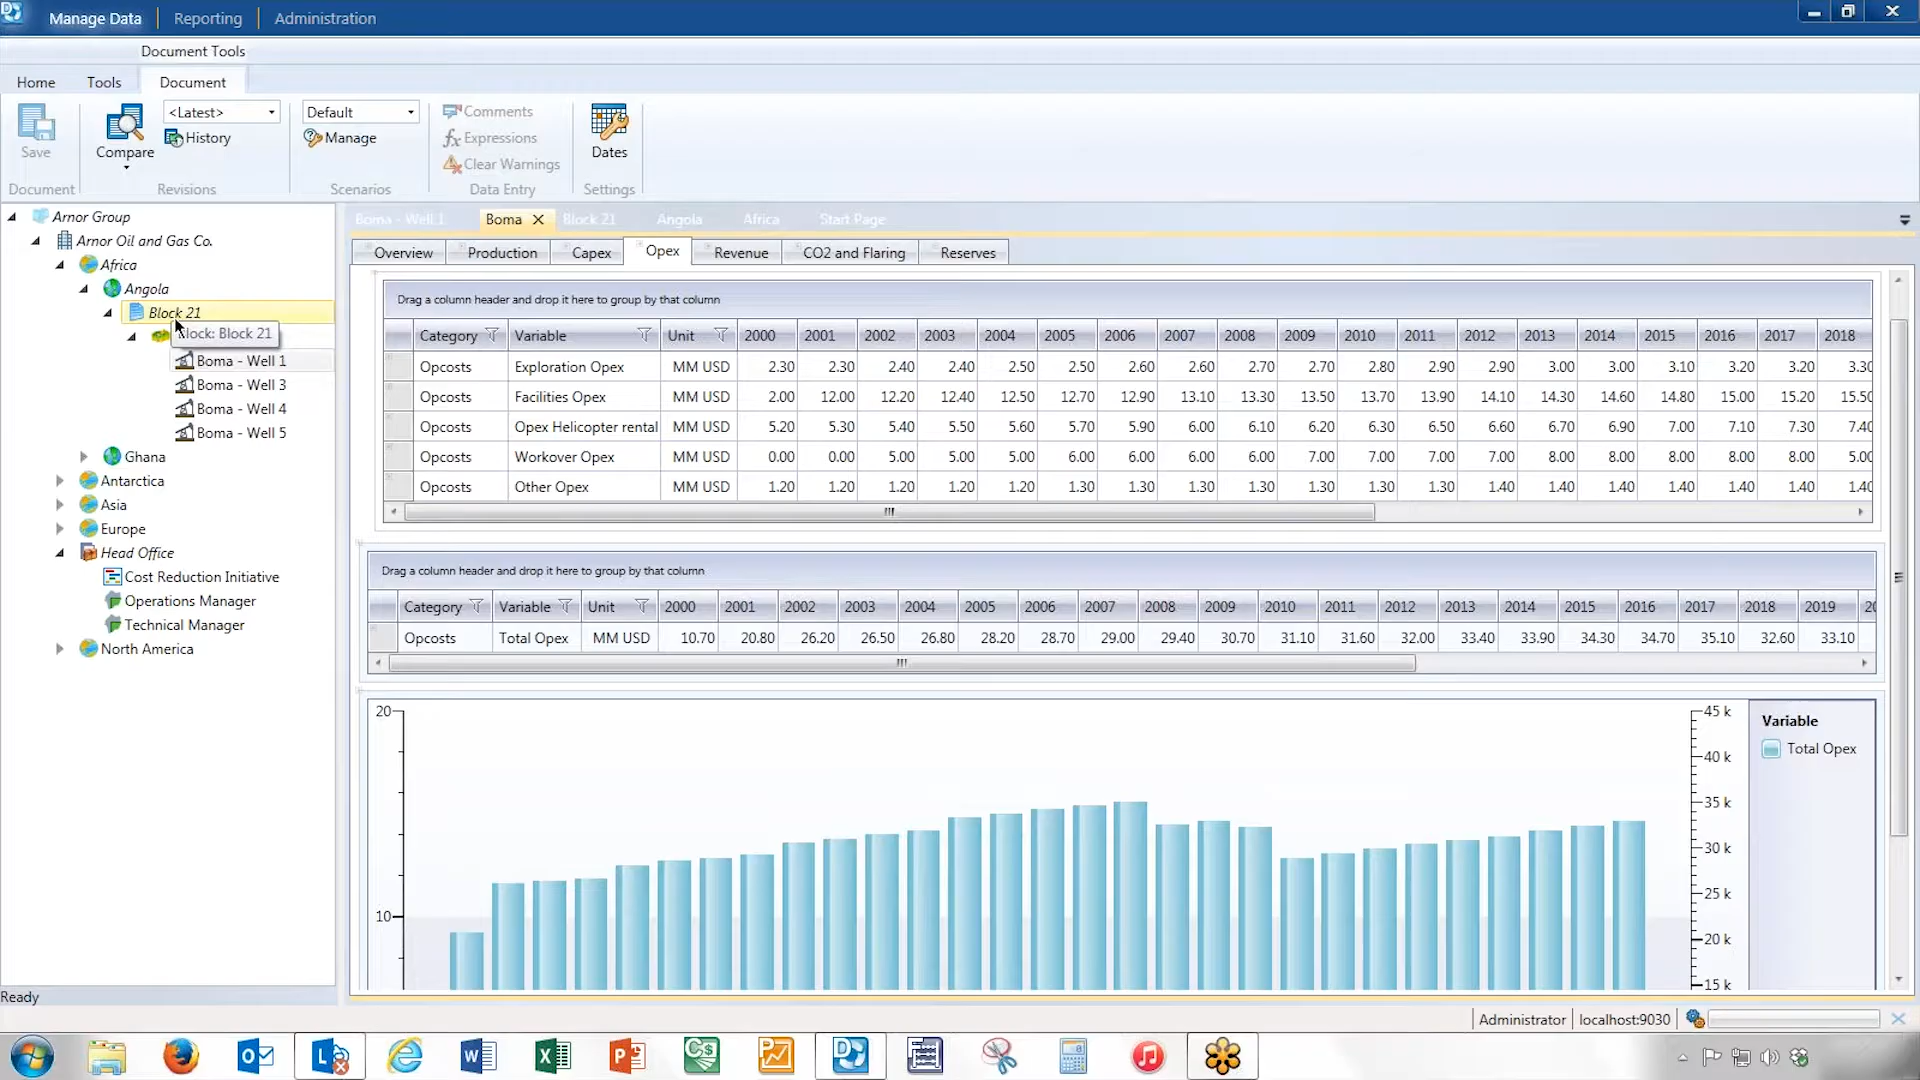 Manage Data | Reporting | Administration
Document Tools
Home Tools Document
Save
Compare
<Latest>
History
Default
Manage
Comments
Expressions
Clear Warnings
Dates
Document Revisions Scenarios Data Entry Settings
Arnor Group
Arnor Oil and Gas Co.
Africa
Angola
Block 21
Block: Block 21
Boma - Well 1
Boma - Well 3
Boma - Well 4
Boma - Well 5
Ghana
Antarctica
Asia
Europe
Head Office
Cost Reduction Initiative
Operations Manager
Technical Manager
North America
Boma - Well 1 Boma Block 21 Angola Africa Start Page
Overview Production Capex Opex Revenue CO2 and Flaring Reserves
Drag a column header and drop it here to group by that column
Category Variable Unit 2000 2001 2002 2003 2004 2005 2006 2007 2008 2009 2010 2011 2012 2013 2014 2015 2016 2017 2018
Opcosts Exploration Opex MM USD 2.30 2.30 2.40 2.40 2.50 2.50 2.60 2.60 2.70 2.70 2.80 2.90 2.90 3.00 3.00 3.10 3.20 3.20 3.30
Opcosts Facilities Opex MM USD 2.00 12.00 12.20 12.40 12.50 12.70 12.90 13.10 13.30 13.50 13.70 13.90 14.10 14.30 14.60 14.80 15.00 15.20 15.50
Opcosts Opex Helicopter rental MM USD 5.20 5.30 5.40 5.50 5.60 5.70 5.90 6.00 6.10 6.20 6.30 6.50 6.60 6.70 6.90 7.00 7.10 7.30 7.40
Opcosts Workover Opex MM USD 0.00 0.00 5.00 5.00 5.00 6.00 6.00 6.00 6.00 7.00 7.00 7.00 7.00 8.00 8.00 8.00 8.00 8.00 5.00
Opcosts Other Opex MM USD 1.20 1.20 1.20 1.20 1.20 1.30 1.30 1.30 1.30 1.30 1.30 1.30 1.40 1.40 1.40 1.40 1.40 1.40 1.40
Drag a column header and drop it here to group by that column
Category Variable Unit 2000 2001 2002 2003 2004 2005 2006 2007 2008 2009 2010 2011 2012 2013 2014 2015 2016 2017 2018 2019 20
Opcosts Total Opex MM USD 10.70 20.80 26.20 26.50 26.80 28.20 28.70 29.00 29.40 30.70 31.10 31.60 32.00 33.40 33.90 34.30 34.70 35.10 32.60 33.10
20
10
45 k
40 k
35 k
30 k
25 k
20 k
15 k
Variable
Total Opex
Ready
Administrator localhost:9030